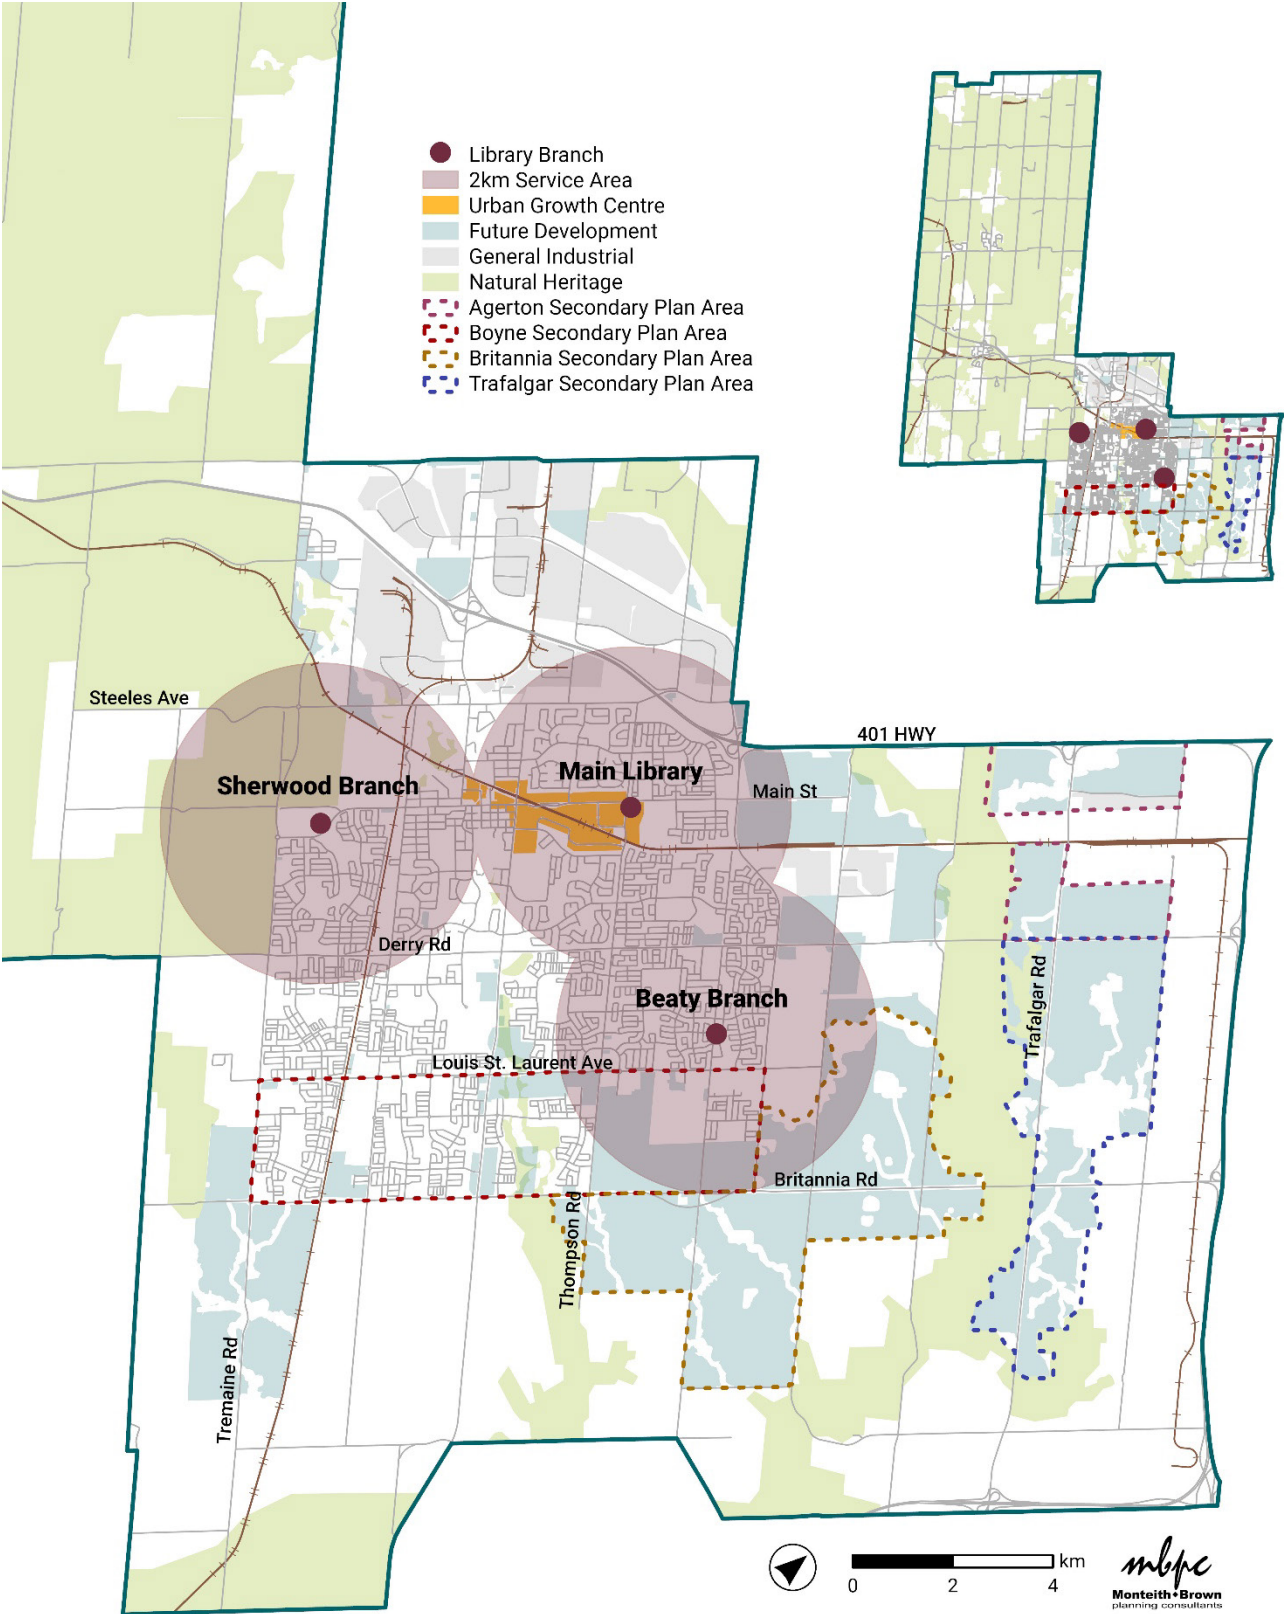 Library Branch
2km Service Area
Urban Growth Centre
Future Development
General Industrial
Natural Heritage
Agerton Secondary Plan Area
Boyne Secondary Plan Area
Britannia Secondary Plan Area
Trafalgar Secondary Plan Area
Steeles Ave
401 HWY
Sherwood Branch
Main Library
Main St
Derry Rd
Beaty Branch
Trafalgar Rd
Louis St. Laurent Ave
Britannia Rd
Thompson Rd
Tremaine Rd
km
0 2 4
mbpc
Monteith•Brown
planning consultants